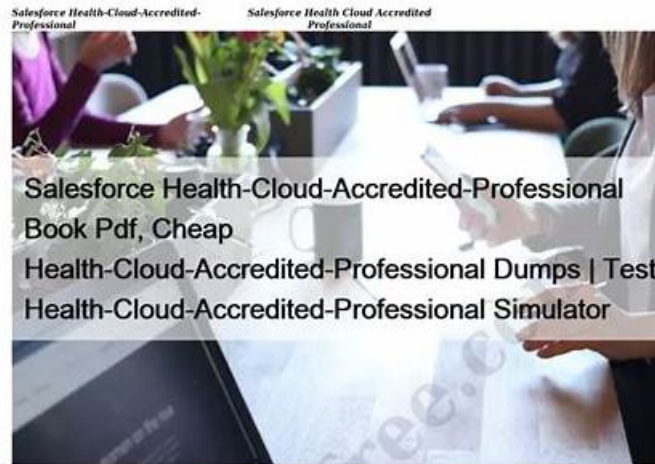 Salesforce Health-Cloud-Accredited-
Professional
Salesforce Health Cloud Accredited
Professional
Salesforce Health-Cloud-Accredited-Professional
Book Pdf, Cheap
Health-Cloud-Accredited-Professional Dumps | Test
Health-Cloud-Accredited-Professional Simulator